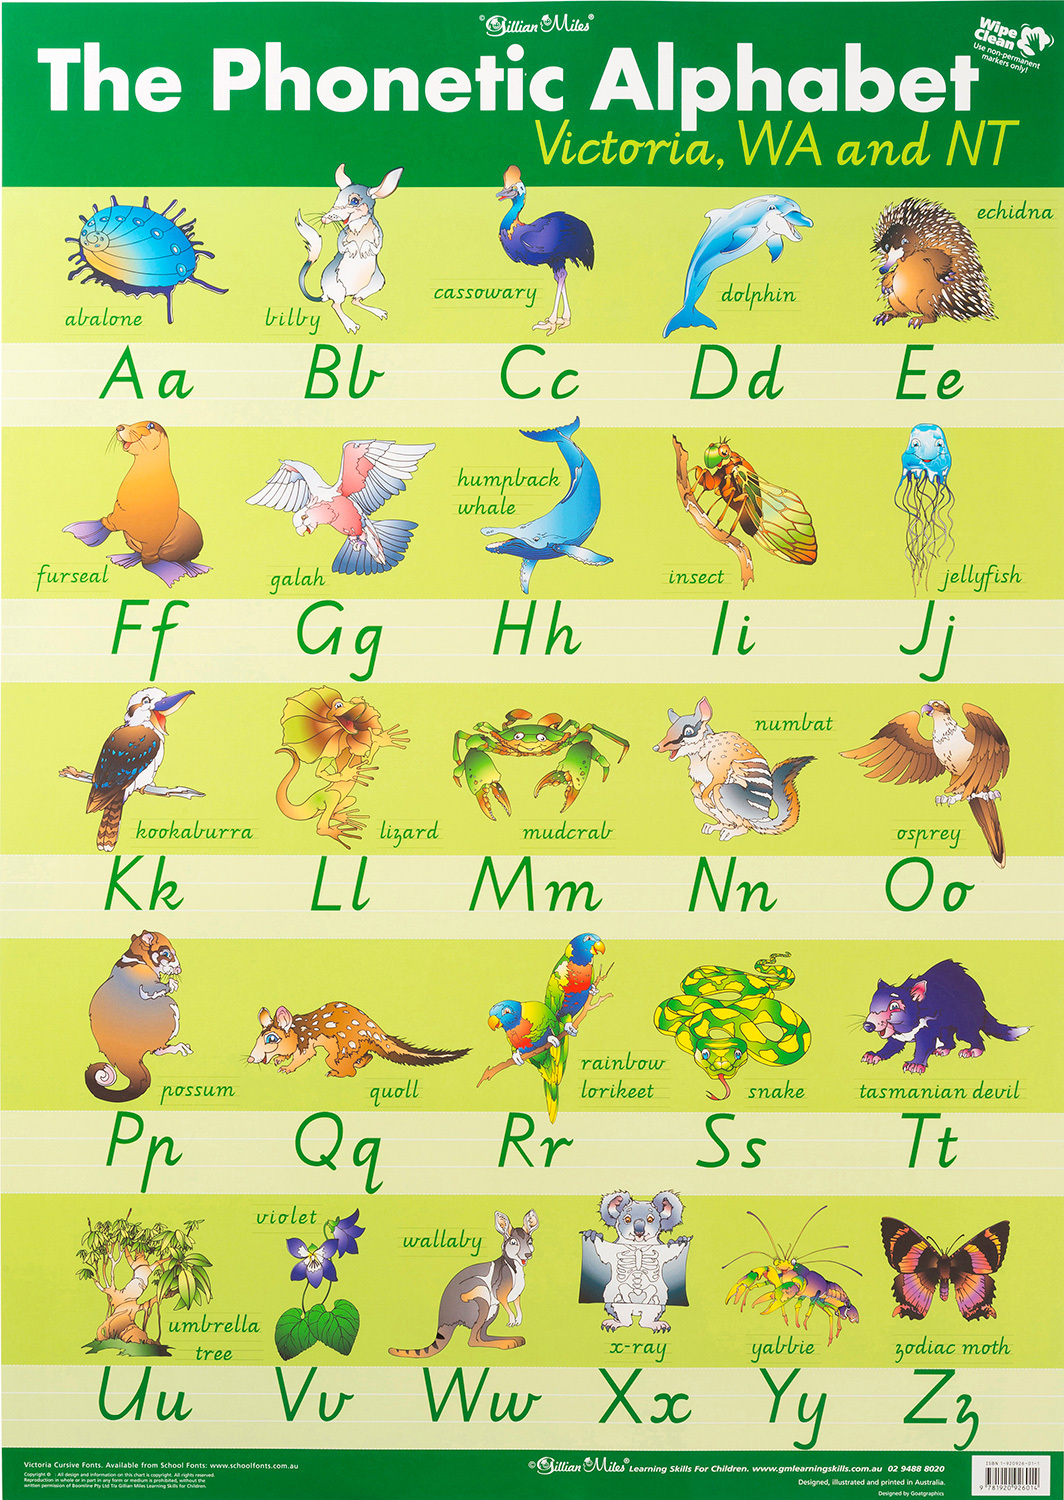 © Gillian Miles®
Wipe
Clean
Use non-permanent
markers only!
The Phonetic Alphabet
Victoria, WA and NT
echidna
abalone
bilby
cassowary
dolphin
Aa Bb Cc Dd Ee
furseal
galah
humpback
whale
insect
jellyfish
Ff Gg Hh Ii Jj
kookaburra
lizard
mudcrab
numbat
osprey
Kk Ll Mm Nn Oo
possum
quoll
rainbow
lorikeet
snake
tasmanian devil
Pp Qq Rr Ss Tt
umbrella
tree
violet
wallaby
x-ray
yabbie
zodiac moth
Uu Vv Ww Xx Yy Zz
Victoria Cursive Fonts. Available from School Fonts: www.schoolfonts.com.au
Copyright © : All design and information on this chart is copyright. All rights reserved.
Reproduction in whole or in part in any form or medium is prohibited, without the
written permission of Boomline Pty Ltd T/a Gillian Miles Learning Skills for Children.
© Gillian Miles® Learning Skills For Children. www.gmlearningskills.com.au 02 9488 8020
Designed, illustrated and printed in Australia.
Designed by Goatgraphics
ISBN 1-920926-01-1
9 781920 926014